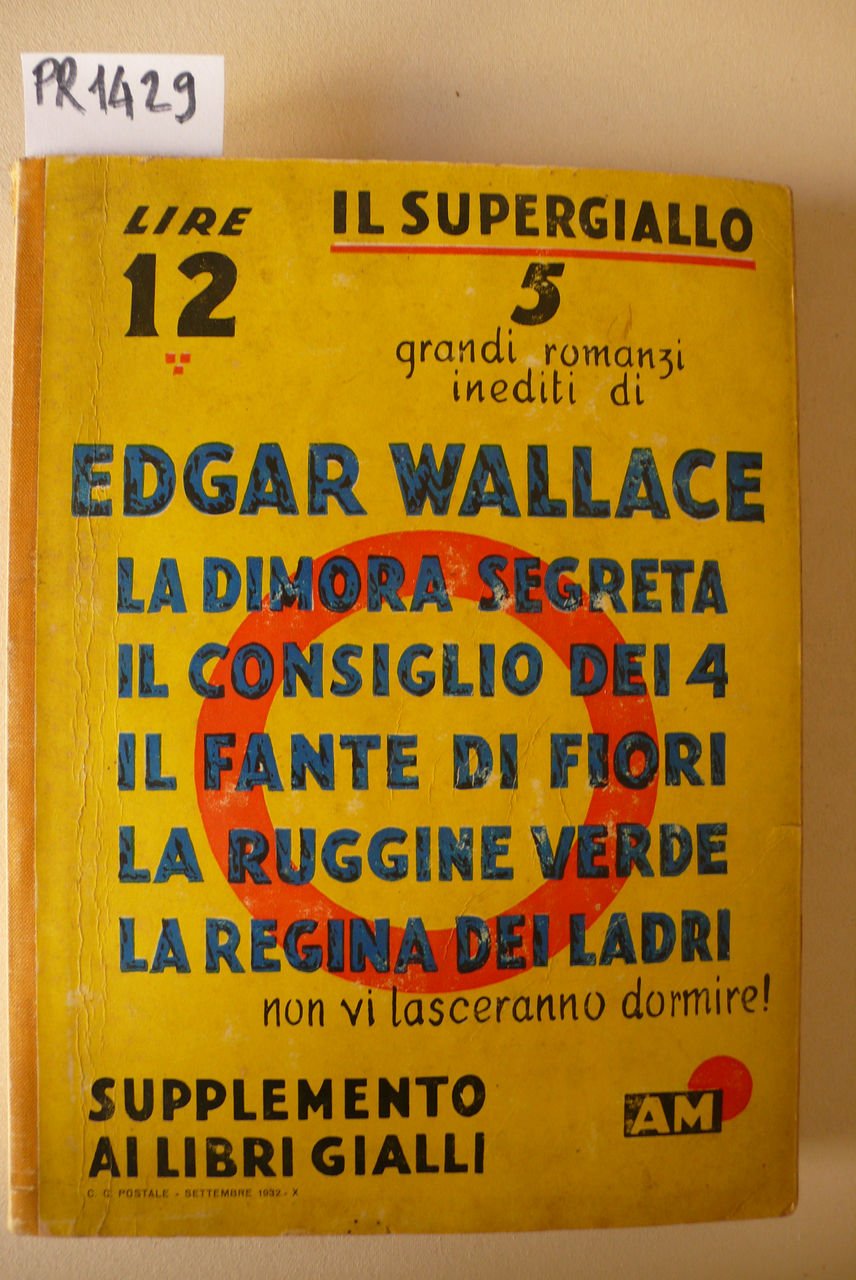 PR1429
LIRE
12
IL SUPERGIALLO
5
grandi romanzi
inediti di
EDGAR WALLACE
LA DIMORA SEGRETA
IL CONSIGLIO DEI 4
IL FANTE DI FIORI
LA RUGGINE VERDE
LA REGINA DEI LADRI
non vi lasceranno dormire!
SUPPLEMENTO
AI LIBRI GIALLI
AM
C. C. POSTALE - SETTEMBRE 1932 - X